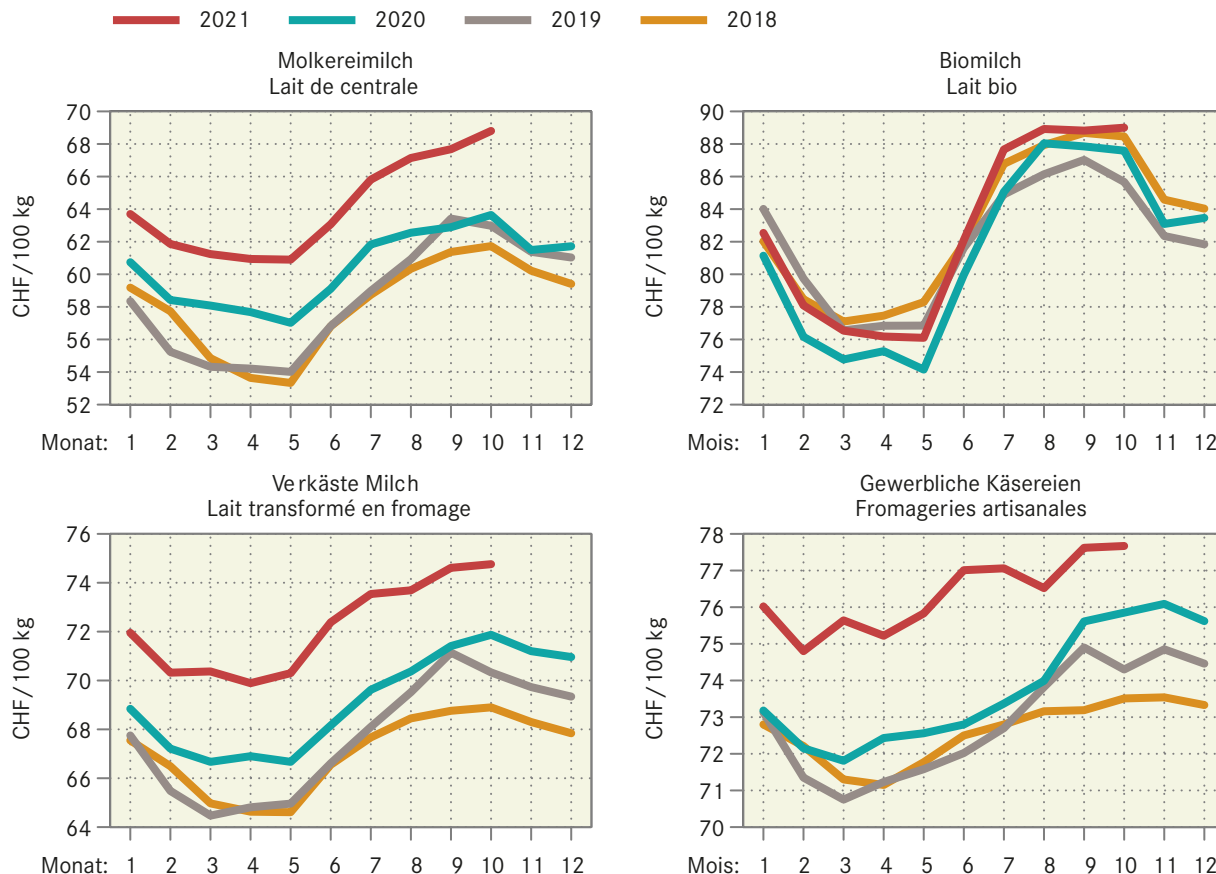 2021 2020 2019 2018
Molkereimilch
Lait de centrale
CHF / 100 kg
70
68
66
64
62
60
58
56
54
52
Monat: 1 2 3 4 5 6 7 8 9 10 11 12
Biomilch
Lait bio
CHF / 100 kg
90
88
86
84
82
80
78
76
74
72
Mois: 1 2 3 4 5 6 7 8 9 10 11 12
Verkäste Milch
Lait transformé en fromage
CHF / 100 kg
76
74
72
70
68
66
64
Monat: 1 2 3 4 5 6 7 8 9 10 11 12
Gewerbliche Käsereien
Fromageries artisanales
CHF / 100 kg
78
77
76
75
74
73
72
71
70
Mois: 1 2 3 4 5 6 7 8 9 10 11 12